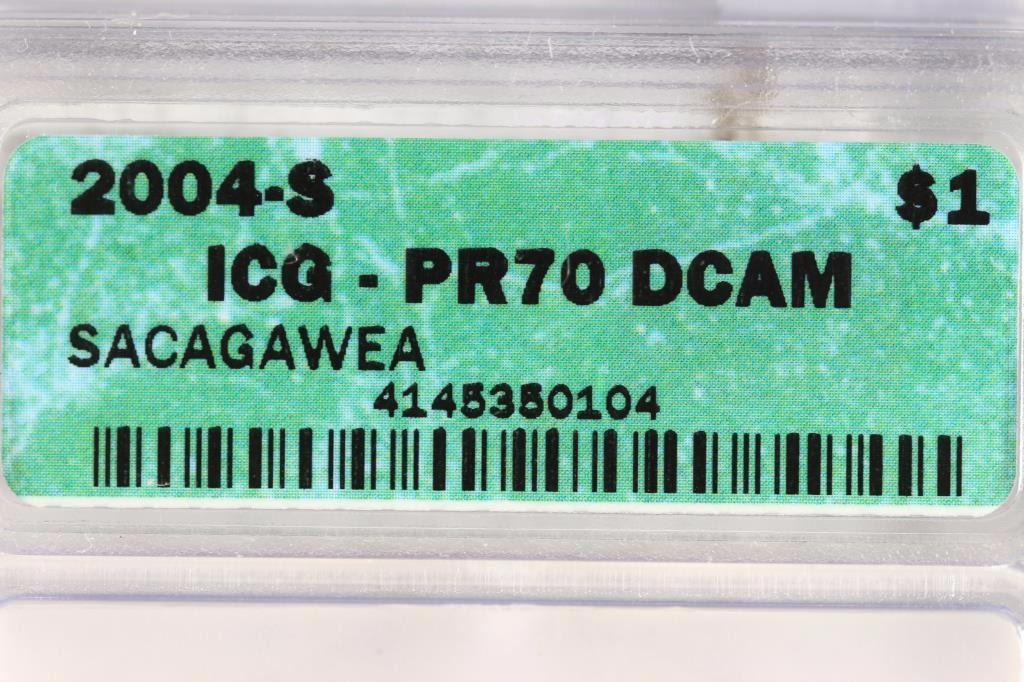 2004-S $1
ICG - PR70 DCAM
SACAGAWEA
4145350104